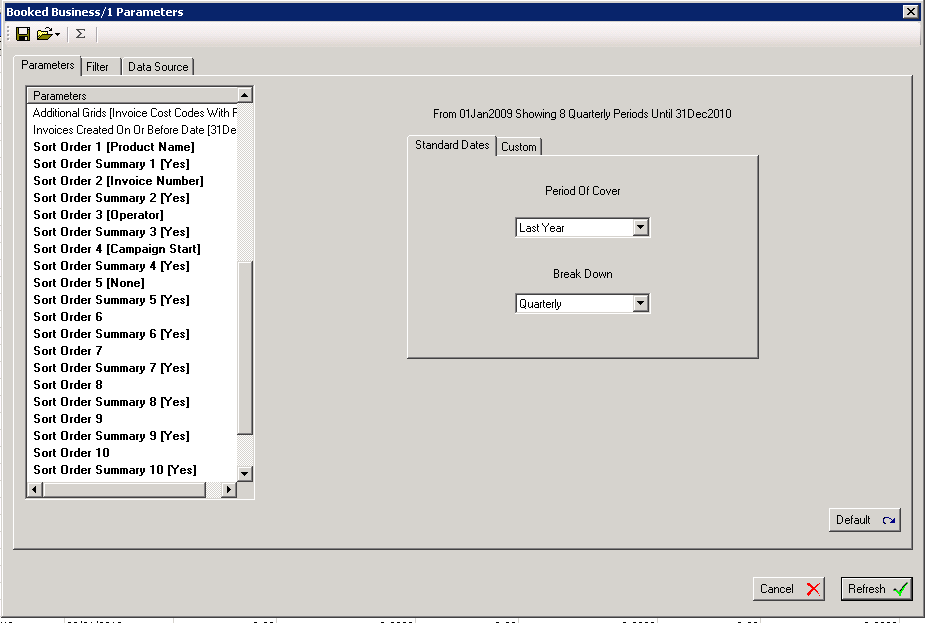 Booked Business/1 Parameters
Σ
Parameters
Filter
Data Source
Parameters
Additional Grids [Invoice Cost Codes With F
Invoices Created On Or Before Date [31De
Sort Order 1 [Product Name]
Sort Order Summary 1 [Yes]
Sort Order 2 [Invoice Number]
Sort Order Summary 2 [Yes]
Sort Order 3 [Operator]
Sort Order Summary 3 [Yes]
Sort Order 4 [Campaign Start]
Sort Order Summary 4 [Yes]
Sort Order 5 [None]
Sort Order Summary 5 [Yes]
Sort Order 6
Sort Order Summary 6 [Yes]
Sort Order 7
Sort Order Summary 7 [Yes]
Sort Order 8
Sort Order Summary 8 [Yes]
Sort Order 9
Sort Order Summary 9 [Yes]
Sort Order 10
Sort Order Summary 10 [Yes]
From 01Jan2009 Showing 8 Quarterly Periods Until 31Dec2010
Standard Dates
Custom
Period Of Cover
Last Year
Break Down
Quarterly
Default
Cancel
Refresh